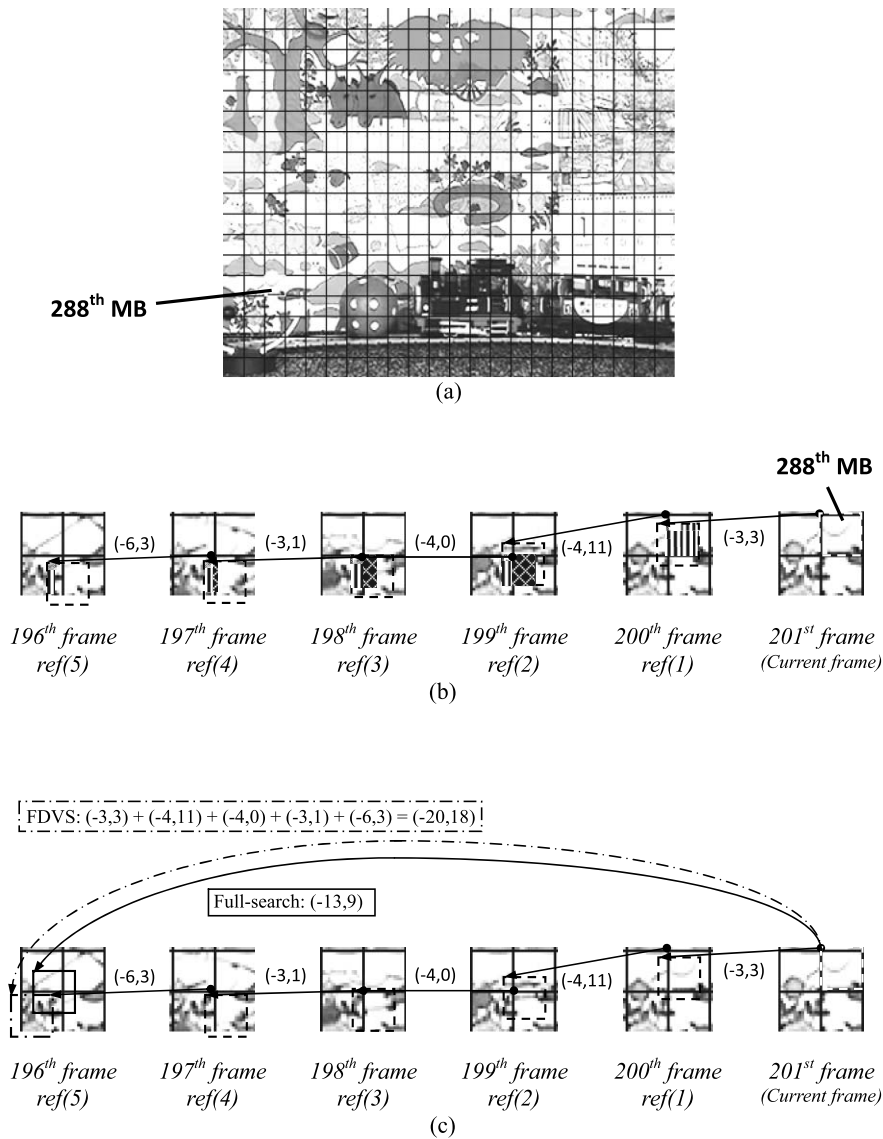 288th MB
(a)
288th MB
(-6,3) (-3,1) (-4,0) (-4,11) (-3,3)
196th frame 197th frame 198th frame 199th frame 200th frame 201st frame
ref(5) ref(4) ref(3) ref(2) ref(1) (Current frame)
(b)
FDVS: (-3,3) + (-4,11) + (-4,0) + (-3,1) + (-6,3) = (-20,18)
Full-search: (-13,9)
(-6,3) (-3,1) (-4,0) (-4,11) (-3,3)
196th frame 197th frame 198th frame 199th frame 200th frame 201st frame
ref(5) ref(4) ref(3) ref(2) ref(1) (Current frame)
(c)